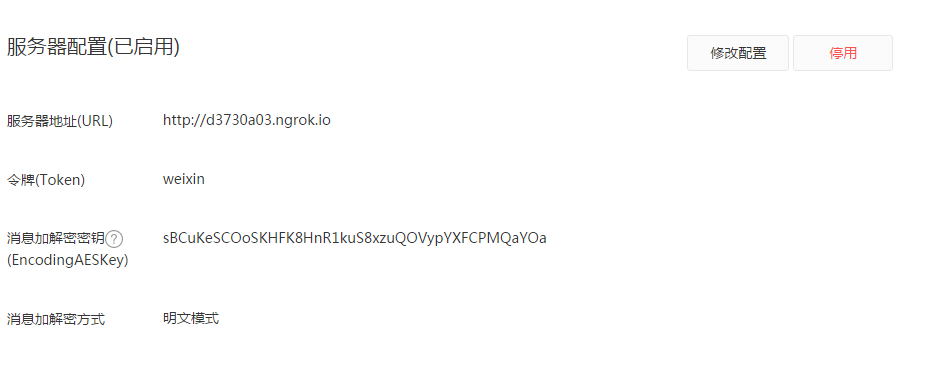 服务器配置(已启用)
修改配置
停用
服务器地址(URL)
http://d3730a03.ngrok.io
令牌(Token)
weixin
消息加解密密钥?
(EncodingAESKey)
sBCuKeSCOoSKHFK8HnR1kuS8xzuQOVypYXFCPMQaYOa
消息加解密方式
明文模式